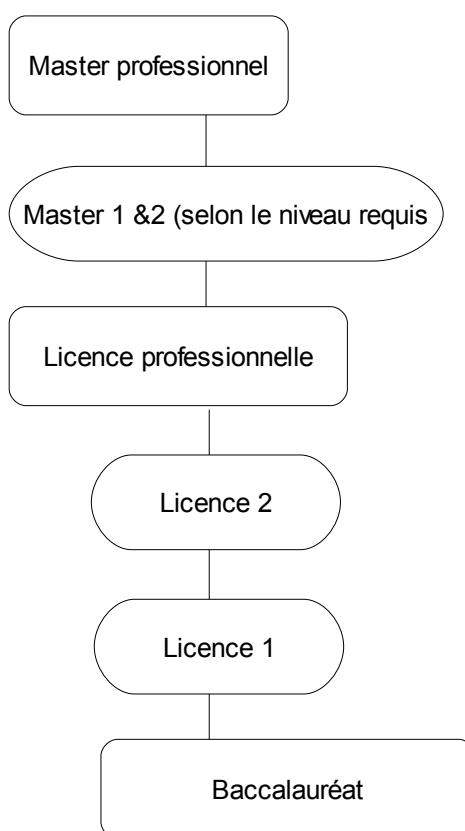 Master professionnel
Master 1 &2 (selon le niveau requis
Licence professionnelle
Licence 2
Licence 1
Baccalauréat